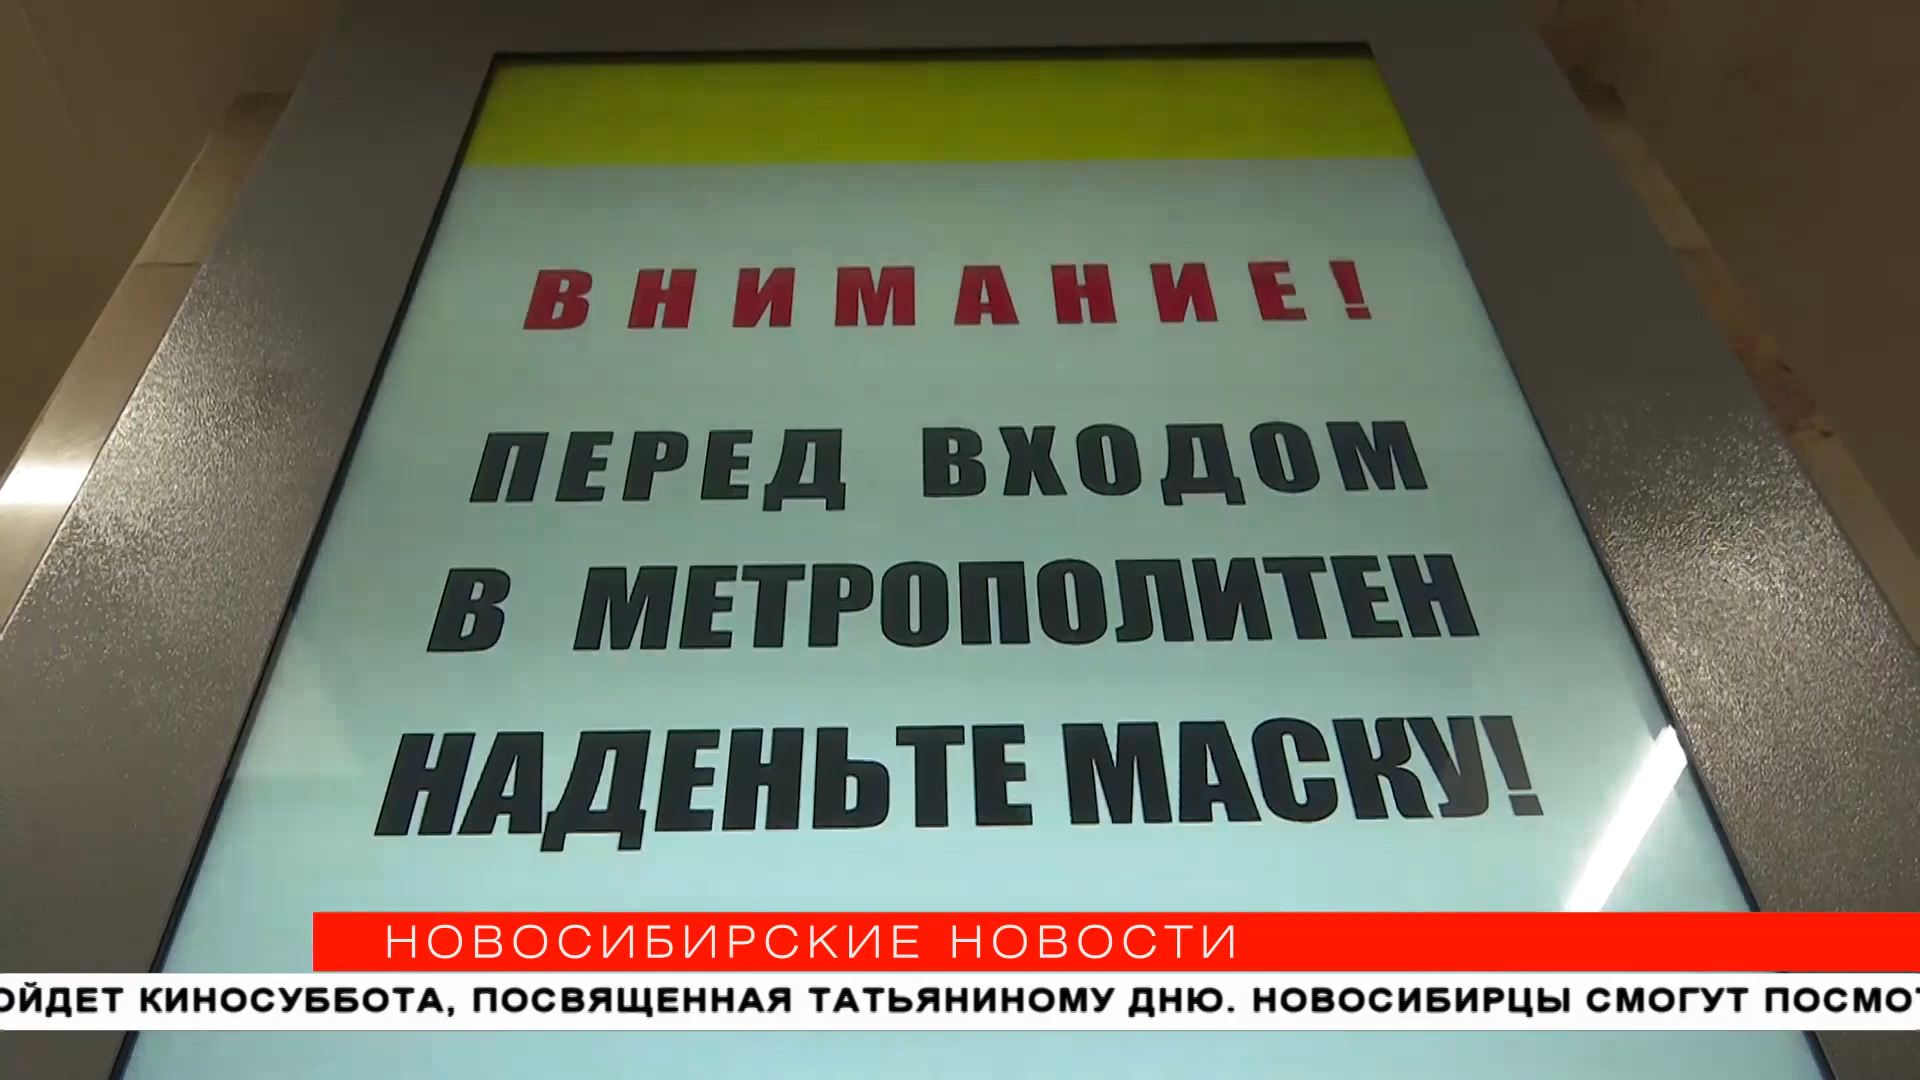 ВНИМАНИЕ!
ПЕРЕД ВХОДОМ
В МЕТРОПОЛИТЕН
НАДЕНЬТЕ МАСКУ!
НОВОСИБИРСКИЕ НОВОСТИ
КИНОСУББОТА, ПОСВЯЩЕННАЯ ТАТЬЯНИНОМУ ДНЮ. НОВОСИБИРЦЫ СМОГУТ